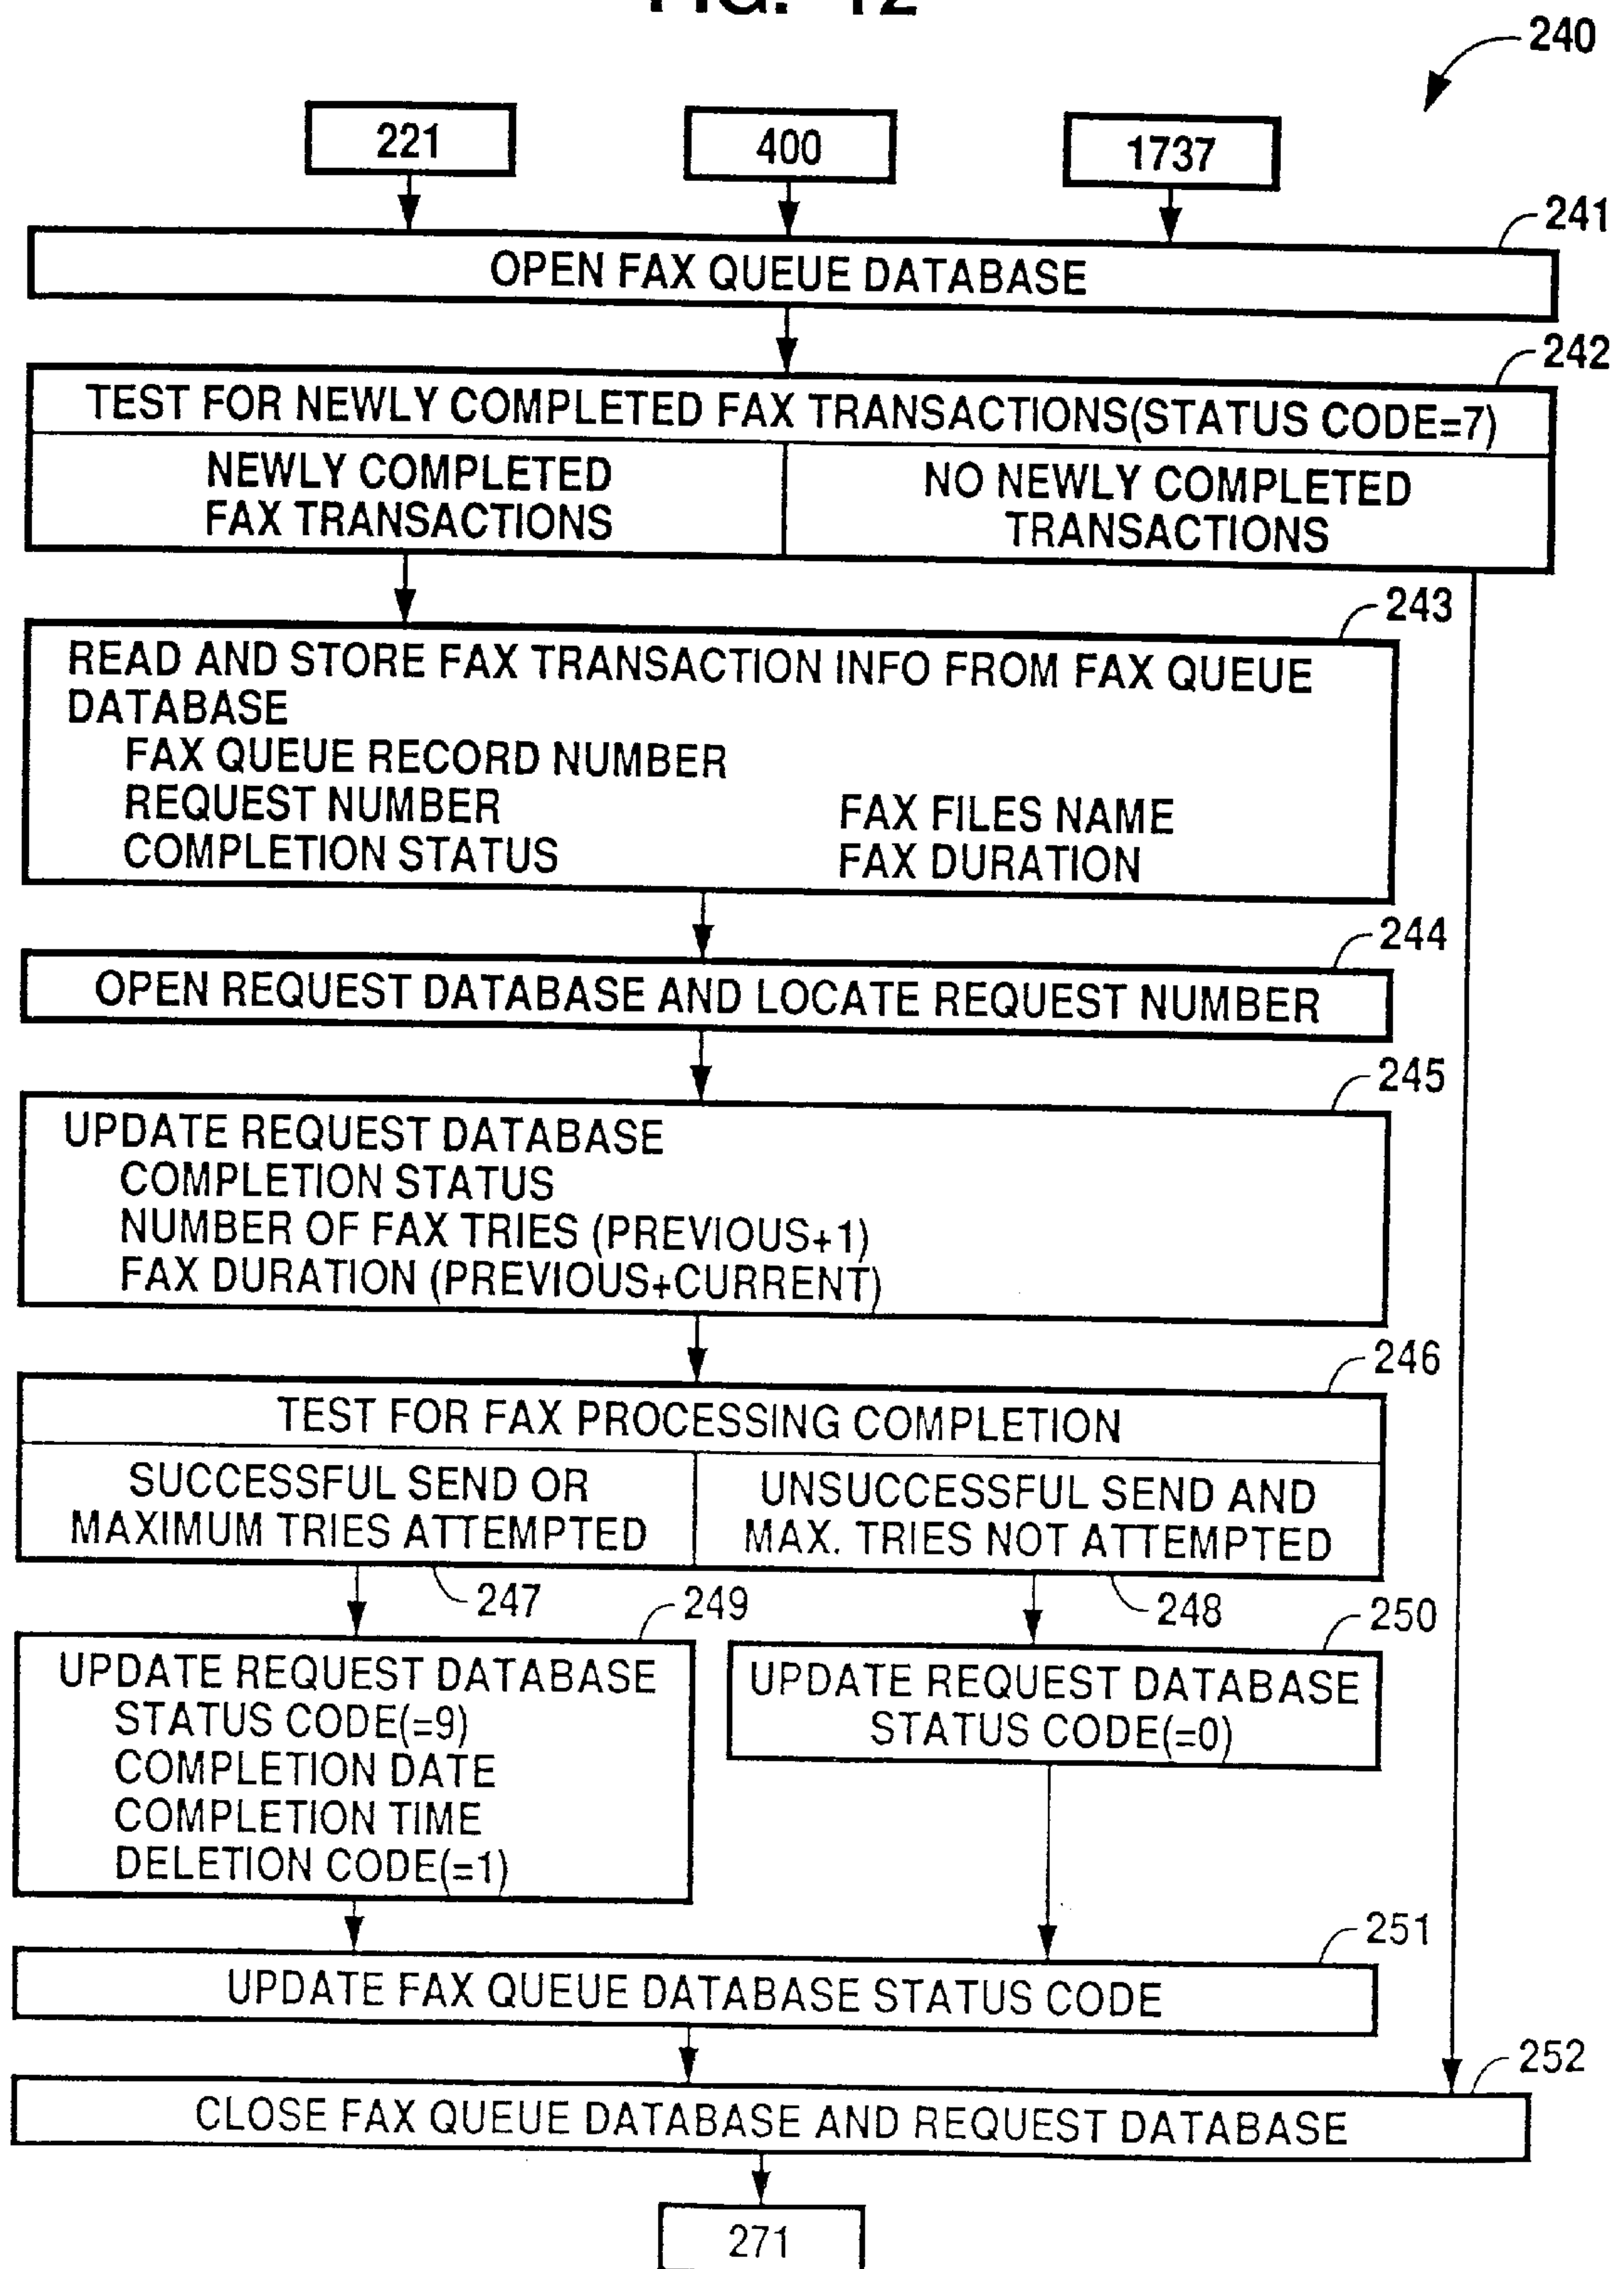 FIG. 12
240
221
400
1737
241
OPEN FAX QUEUE DATABASE
242
TEST FOR NEWLY COMPLETED FAX TRANSACTIONS(STATUS CODE=7)
NEWLY COMPLETED
FAX TRANSACTIONS
NO NEWLY COMPLETED
TRANSACTIONS
243
READ AND STORE FAX TRANSACTION INFO FROM FAX QUEUE
DATABASE
FAX QUEUE RECORD NUMBER
REQUEST NUMBER
FAX FILES NAME
COMPLETION STATUS
FAX DURATION
244
OPEN REQUEST DATABASE AND LOCATE REQUEST NUMBER
245
UPDATE REQUEST DATABASE
COMPLETION STATUS
NUMBER OF FAX TRIES (PREVIOUS+1)
FAX DURATION (PREVIOUS+CURRENT)
246
TEST FOR FAX PROCESSING COMPLETION
SUCCESSFUL SEND OR
MAXIMUM TRIES ATTEMPTED
UNSUCCESSFUL SEND AND
MAX. TRIES NOT ATTEMPTED
247
249
248
250
UPDATE REQUEST DATABASE
STATUS CODE(=9)
COMPLETION DATE
COMPLETION TIME
DELETION CODE(=1)
UPDATE REQUEST DATABASE
STATUS CODE(=0)
251
UPDATE FAX QUEUE DATABASE STATUS CODE
252
CLOSE FAX QUEUE DATABASE AND REQUEST DATABASE
271